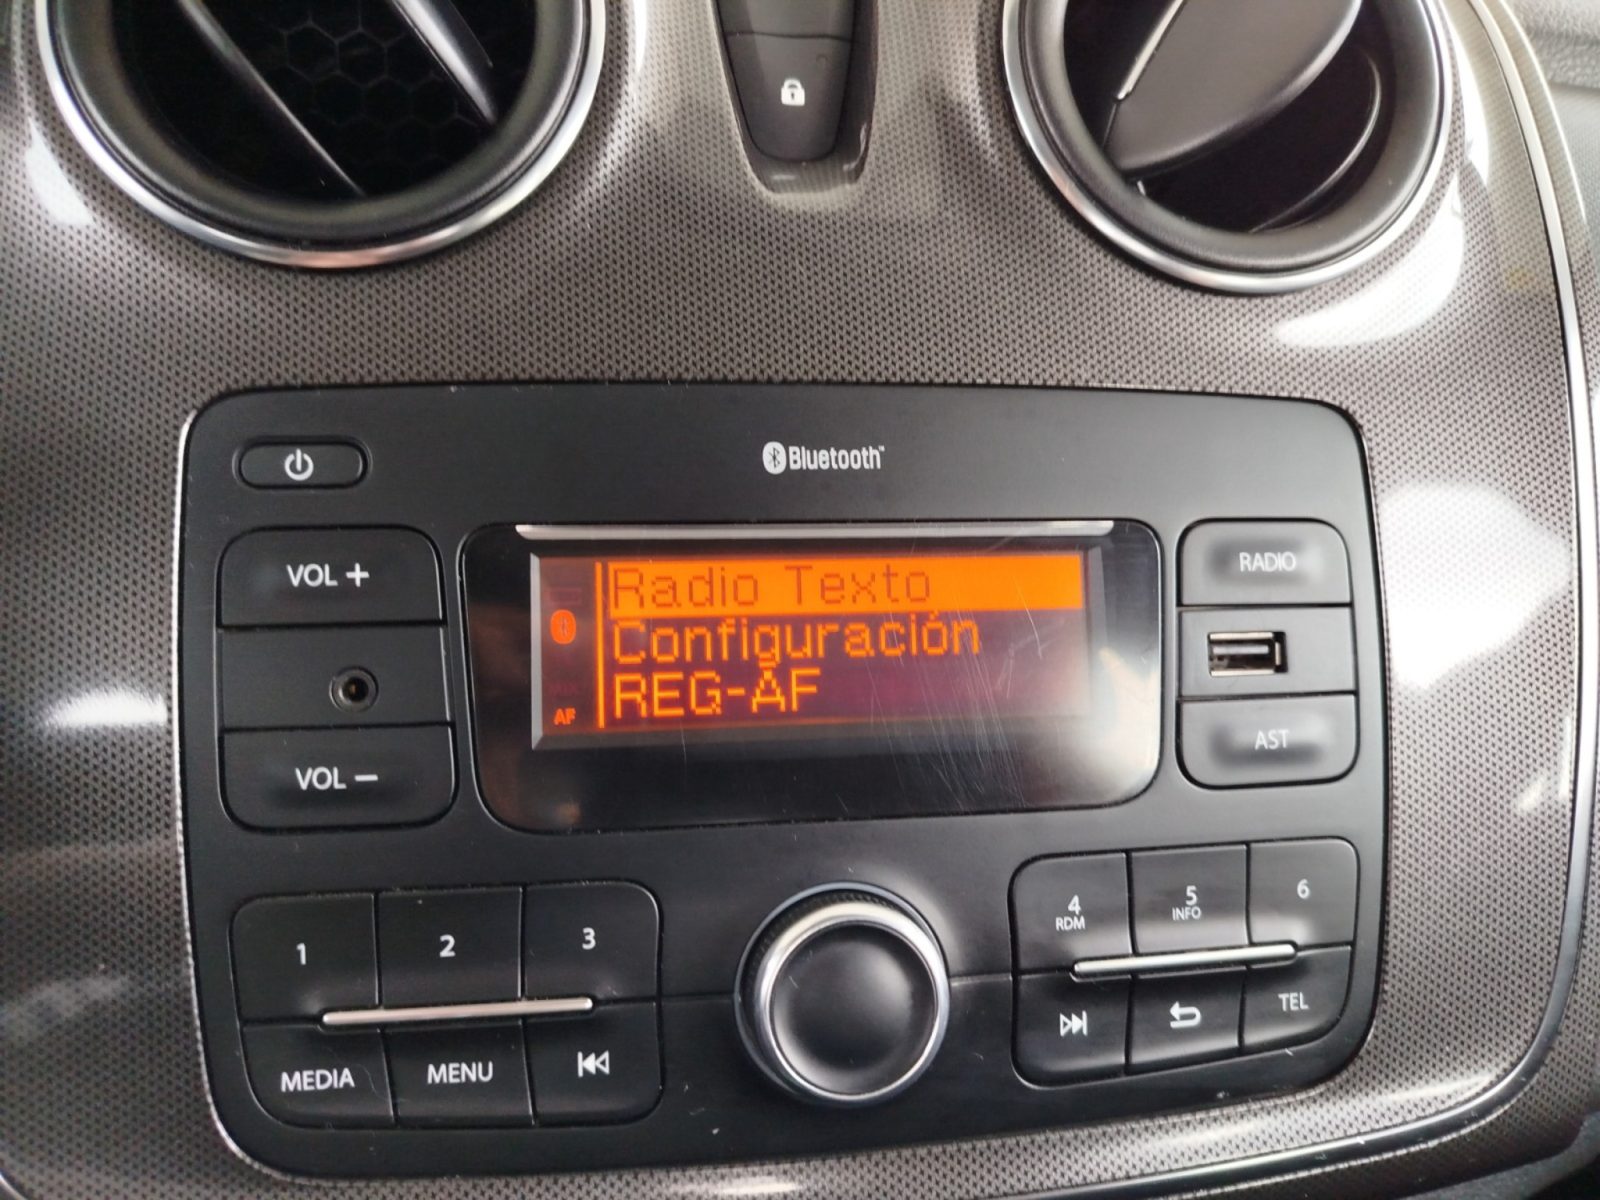 Bluetooth™
VOL +
VOL −
Radio Texto
Configuración
REG-AF
AF
RADIO
AST
1
2
3
MEDIA
MENU
4
RDM
5
INFO
6
TEL